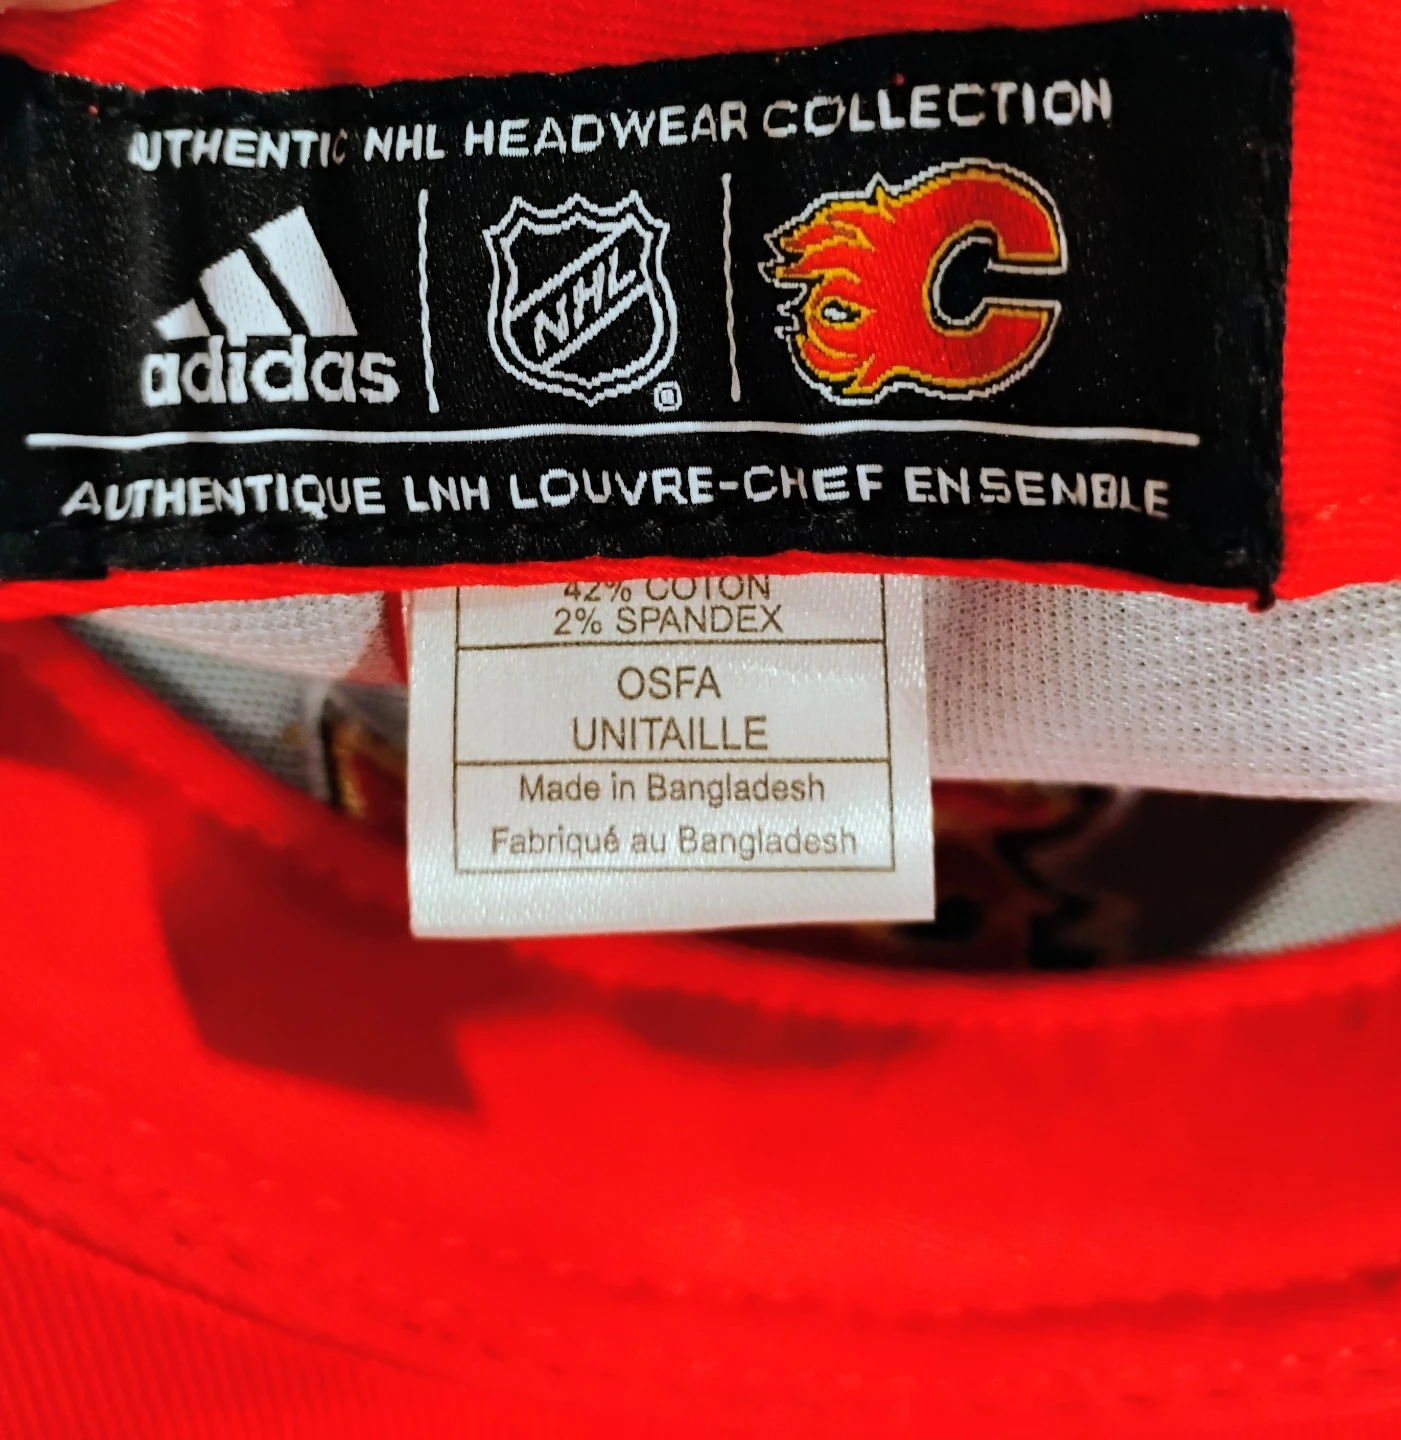 AUTHENTIC NHL HEADWEAR COLLECTION
adidas
NHL
®
AUTHENTIQUE LNH LOUVRE-CHEF ENSEMBLE
42% COTON
2% SPANDEX
OSFA
UNITAILLE
Made in Bangladesh
Fabriqué au Bangladesh